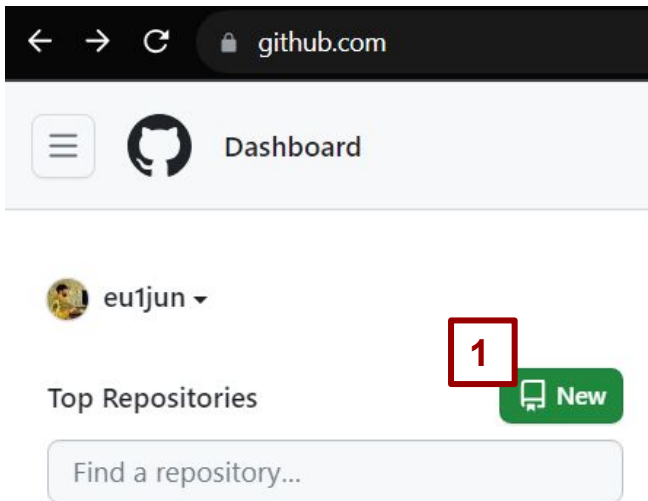 github.com
Dashboard
eu1jun
1
Top Repositories
New
Find a repository...